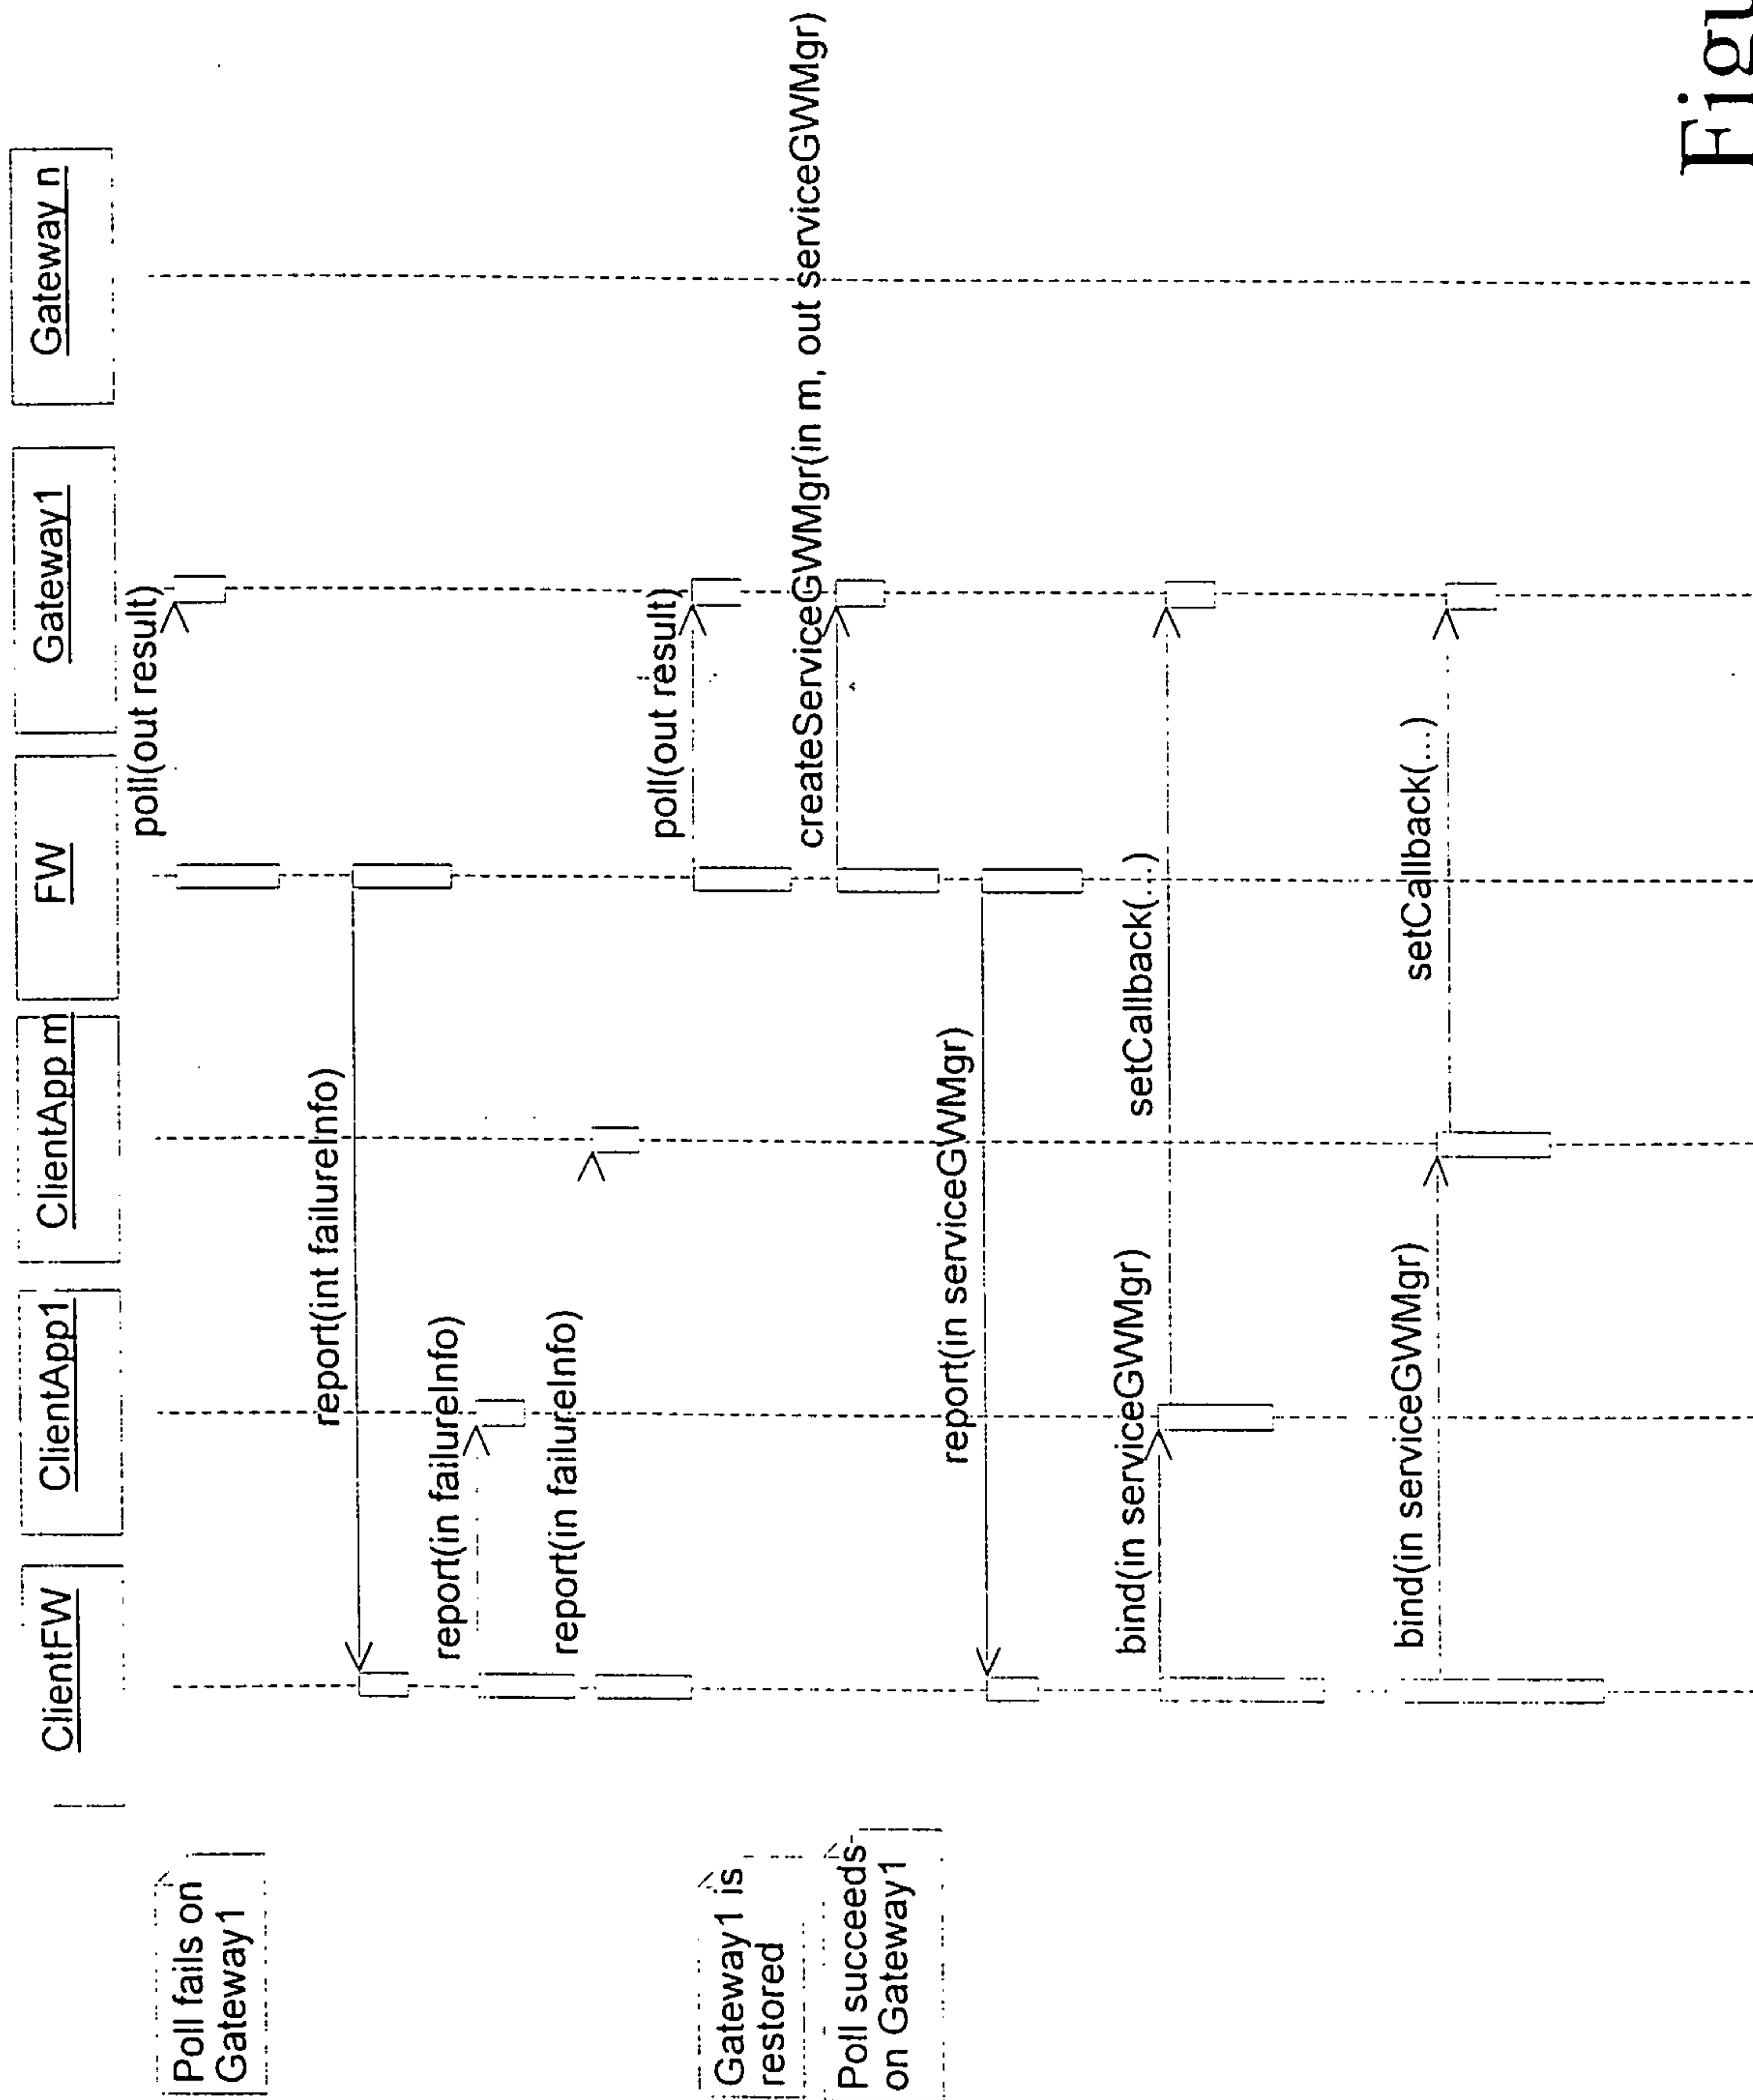 ClientFW
ClientApp1
ClientApp m
FW
Gateway1
Gateway n
Poll fails on
Gateway1
poll(out result)
report(int failureInfo)
report(in failureInfo)
report(in failureInfo)
Gateway1 is
restored
poll(out result)
Poll succeeds
on Gateway1
createServiceGWMgr(in m, out serviceGWMgr)
report(in serviceGWMgr)
bind(in serviceGWMgr)
setCallback(...)
bind(in serviceGWMgr)
setCallback(...)
Figu